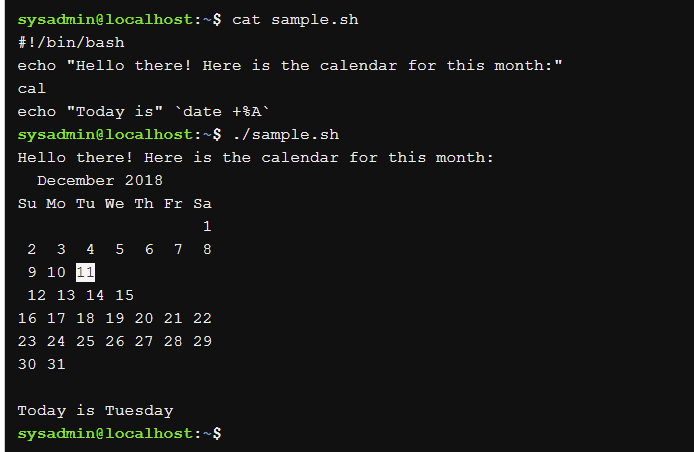 sysadmin@localhost:~$ cat sample.sh
#!/bin/bash
echo "Hello there! Here is the calendar for this month:"
cal
echo "Today is" `date +%A`
sysadmin@localhost:~$ ./sample.sh
Hello there! Here is the calendar for this month:
   December 2018
Su Mo Tu We Th Fr Sa
                   1
 2  3  4  5  6  7  8
 9 10 11
 12 13 14 15
16 17 18 19 20 21 22
23 24 25 26 27 28 29
30 31

Today is Tuesday
sysadmin@localhost:~$